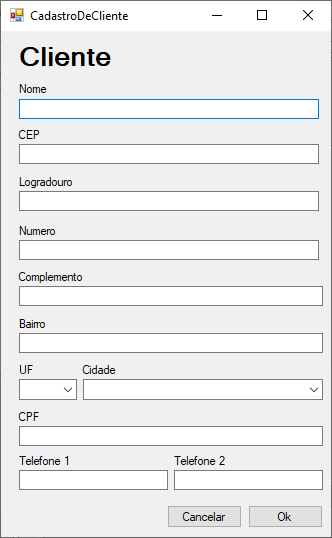 CadastroDeCliente
Cliente
Nome
CEP
Logradouro
Numero
Complemento
Bairro
UF Cidade
CPF
Telefone 1 Telefone 2
Cancelar Ok